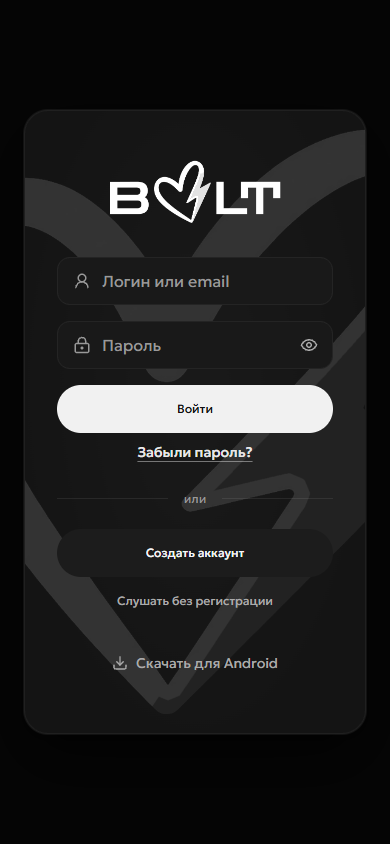 BOLT
Логин или email
Пароль
Войти
Забыли пароль?
или
Создать аккаунт
Слушать без регистрации
Скачать для Android